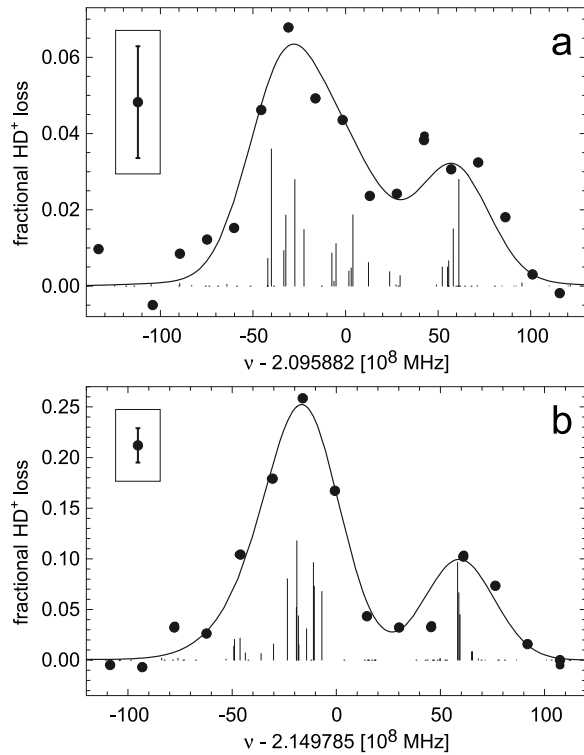 a
0.06
0.04
0.02
0.00
fractional HD⁺ loss
-100 -50 0 50 100
ν - 2.095882 [10⁸ MHz]
b
0.25
0.20
0.15
0.10
0.05
0.00
fractional HD⁺ loss
-100 -50 0 50 100
ν - 2.149785 [10⁸ MHz]